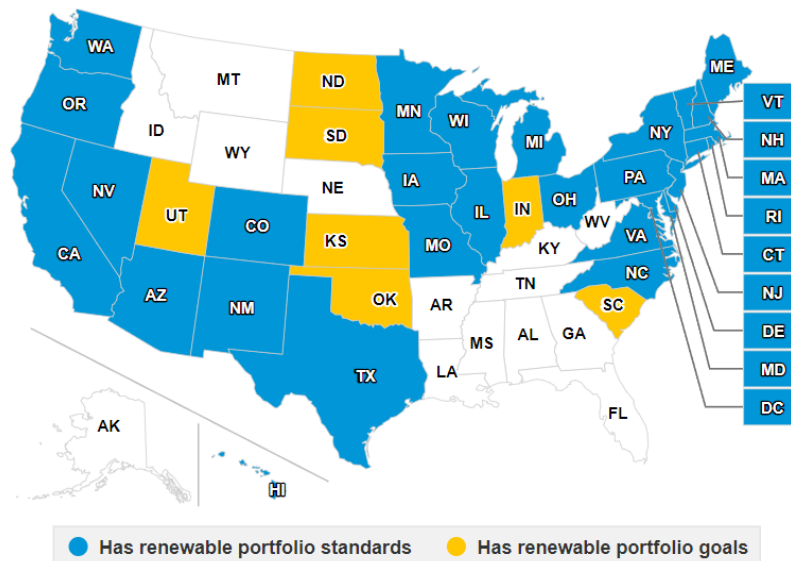 WA
ME
MT
ND
VT
OR
MN
ID
SD
WI
NY
NH
MI
WY
MA
IA
PA
NE
RI
NV
OH
IL
IN
UT
CO
WV
CT
CA
KS
MO
VA
KY
NJ
NC
TN
AZ
NM
OK
AR
SC
DE
MS
AL
GA
MD
TX
LA
DC
FL
AK
HI
Has renewable portfolio standards Has renewable portfolio goals